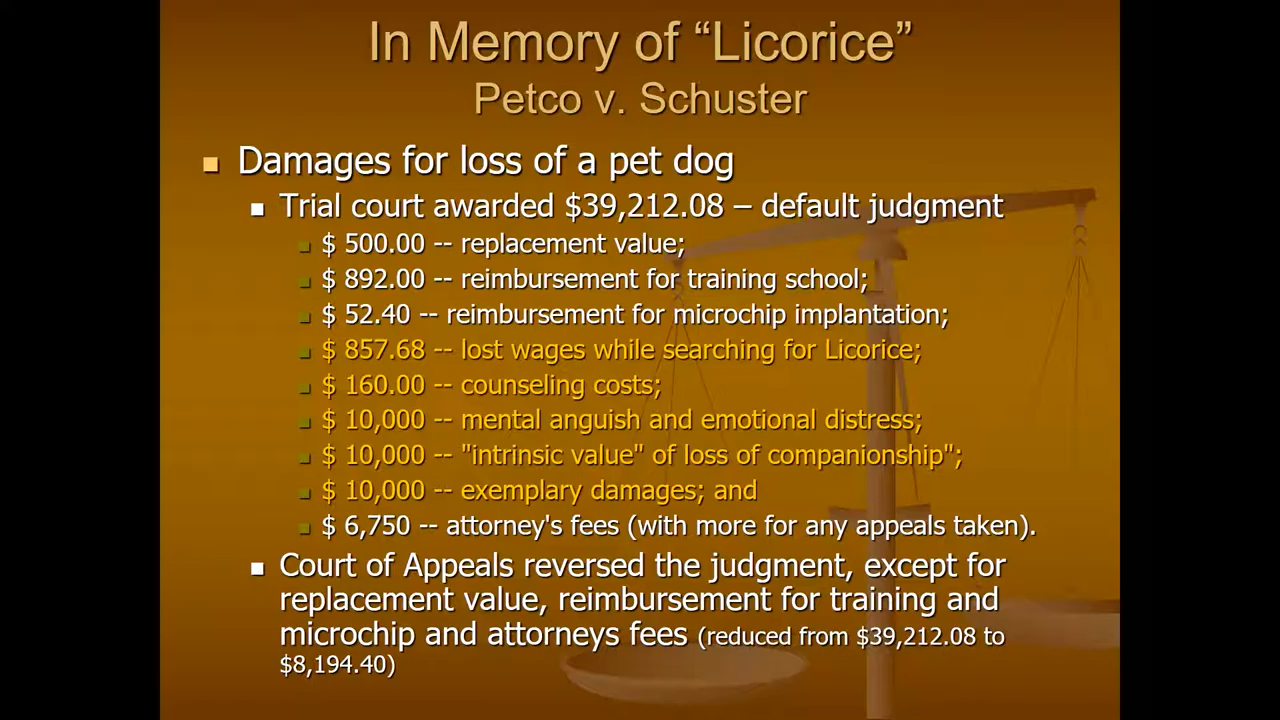 In Memory of “Licorice”
Petco v. Schuster
Damages for loss of a pet dog
Trial court awarded $39,212.08 – default judgment
$ 500.00 -- replacement value;
$ 892.00 -- reimbursement for training school;
$ 52.40 -- reimbursement for microchip implantation;
$ 857.68 -- lost wages while searching for Licorice;
$ 160.00 -- counseling costs;
$ 10,000 -- mental anguish and emotional distress;
$ 10,000 -- "intrinsic value" of loss of companionship";
$ 10,000 -- exemplary damages; and
$ 6,750 -- attorney's fees (with more for any appeals taken).
Court of Appeals reversed the judgment, except for
replacement value, reimbursement for training and
microchip and attorneys fees (reduced from $39,212.08 to
$8,194.40)